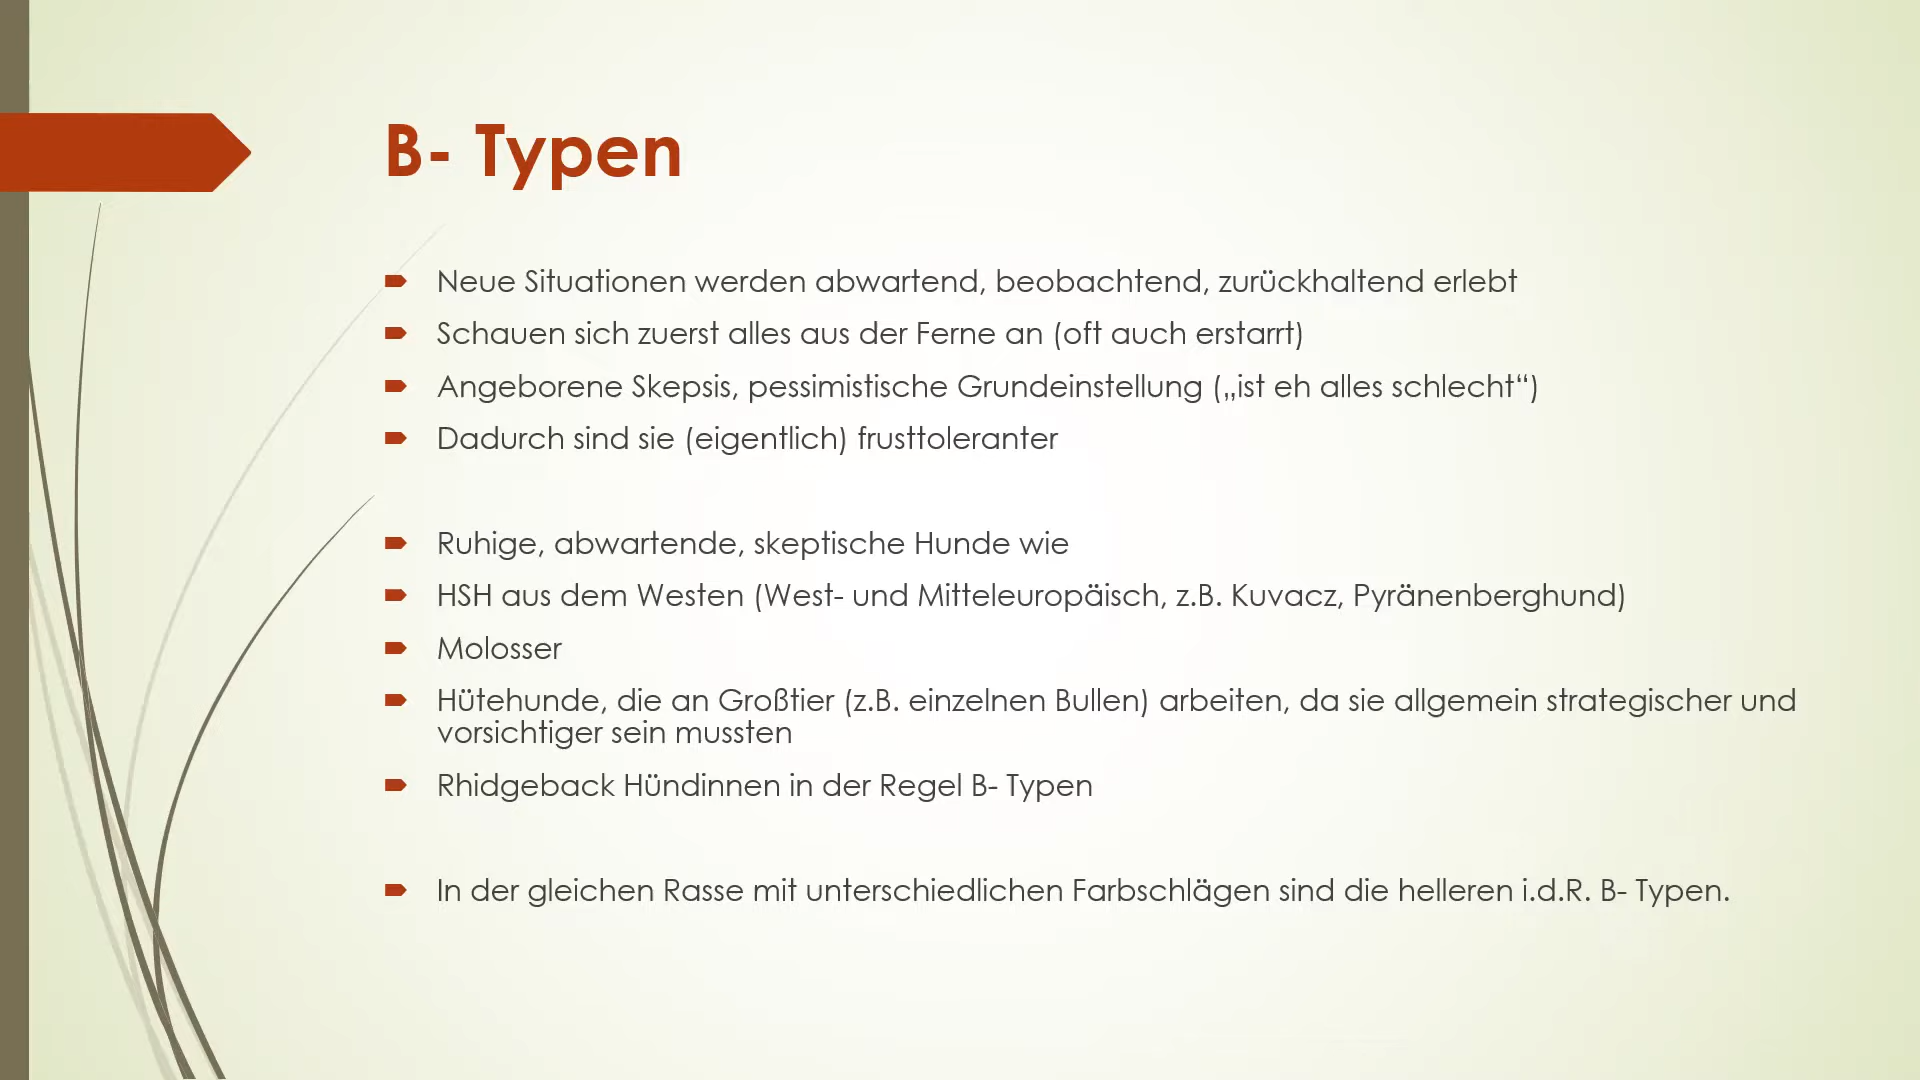 B- Typen
Neue Situationen werden abwartend, beobachtend, zurückhaltend erlebt
Schauen sich zuerst alles aus der Ferne an (oft auch erstarrt)
Angeborene Skepsis, pessimistische Grundeinstellung („ist eh alles schlecht“)
Dadurch sind sie (eigentlich) frusttoleranter
Ruhige, abwartende, skeptische Hunde wie
HSH aus dem Westen (West- und Mitteleuropäisch, z.B. Kuvacz, Pyränenberghund)
Molosser
Hütehunde, die an Großtier (z.B. einzelnen Bullen) arbeiten, da sie allgemein strategischer und
vorsichtiger sein mussten
Rhidgeback Hündinnen in der Regel B- Typen
In der gleichen Rasse mit unterschiedlichen Farbschlägen sind die helleren i.d.R. B- Typen.